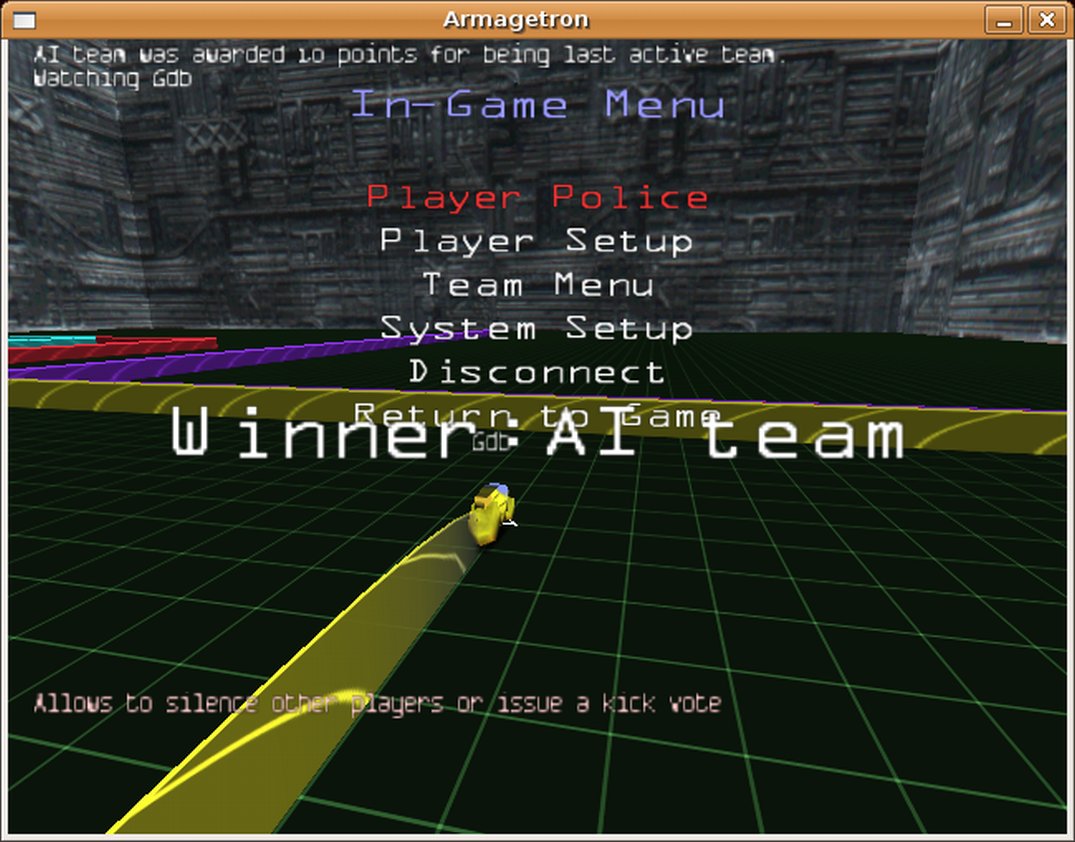 Armagetron
AI team was awarded 10 points for being last active team.
Watching Gdb
In-Game Menu
Player Police
Player Setup
Team Menu
System Setup
Disconnect
Return to Game
Winner: AI team
Gdb
Allows to silence other players or issue a kick vote